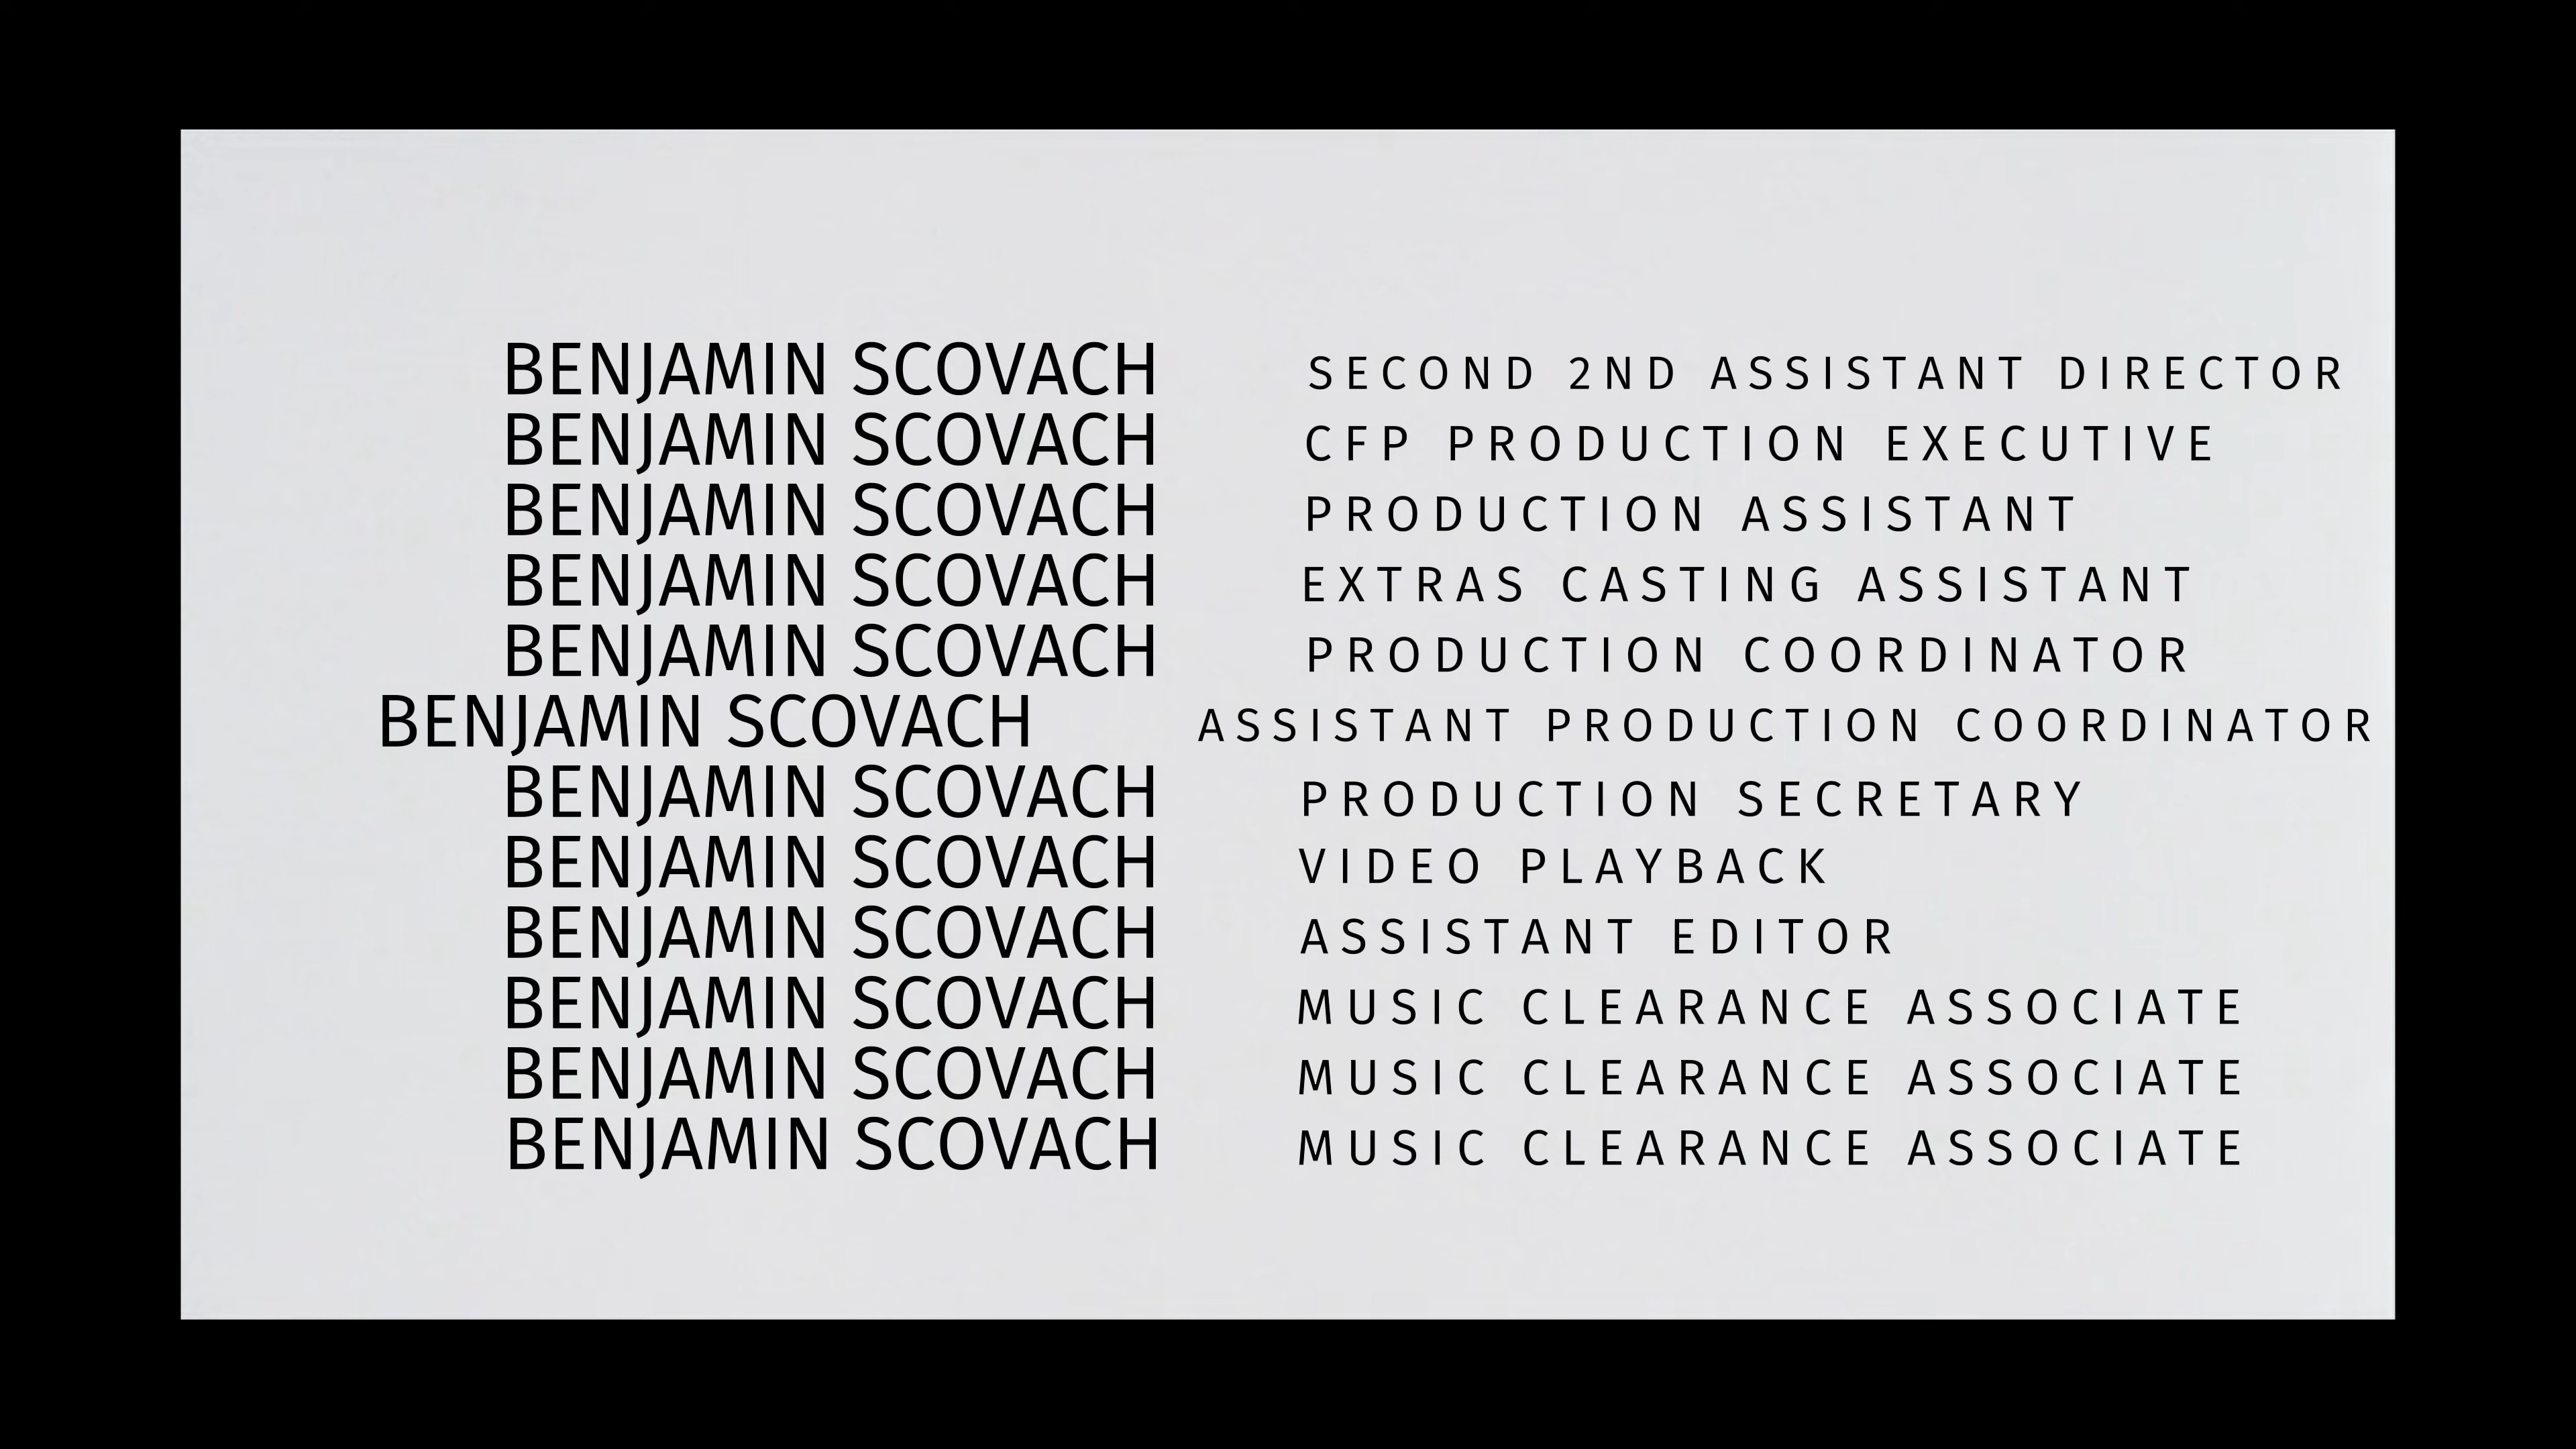 BENJAMIN SCOVACH SECOND 2ND ASSISTANT DIRECTOR
BENJAMIN SCOVACH CFP PRODUCTION EXECUTIVE
BENJAMIN SCOVACH PRODUCTION ASSISTANT
BENJAMIN SCOVACH EXTRAS CASTING ASSISTANT
BENJAMIN SCOVACH PRODUCTION COORDINATOR
BENJAMIN SCOVACH ASSISTANT PRODUCTION COORDINATOR
BENJAMIN SCOVACH PRODUCTION SECRETARY
BENJAMIN SCOVACH VIDEO PLAYBACK
BENJAMIN SCOVACH ASSISTANT EDITOR
BENJAMIN SCOVACH MUSIC CLEARANCE ASSOCIATE
BENJAMIN SCOVACH MUSIC CLEARANCE ASSOCIATE
BENJAMIN SCOVACH MUSIC CLEARANCE ASSOCIATE